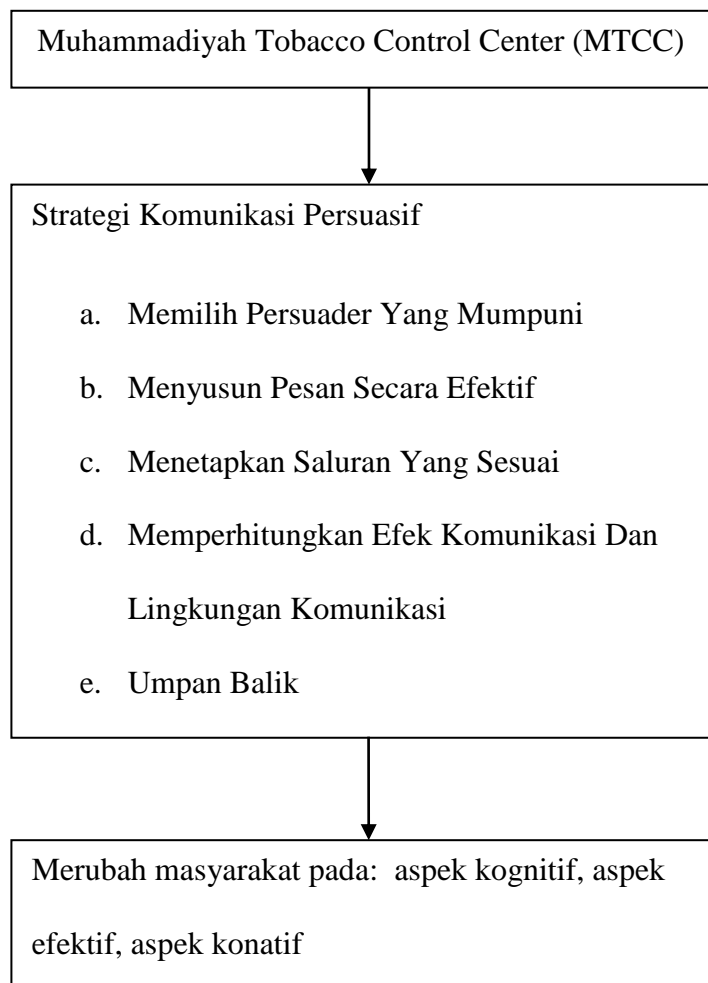 Muhammadiyah Tobacco Control Center (MTCC)
Strategi Komunikasi Persuasif
a. Memilih Persuader Yang Mumpuni
b. Menyusun Pesan Secara Efektif
c. Menetapkan Saluran Yang Sesuai
d. Memperhitungkan Efek Komunikasi Dan
Lingkungan Komunikasi
e. Umpan Balik
Merubah masyarakat pada: aspek kognitif, aspek
efektif, aspek konatif